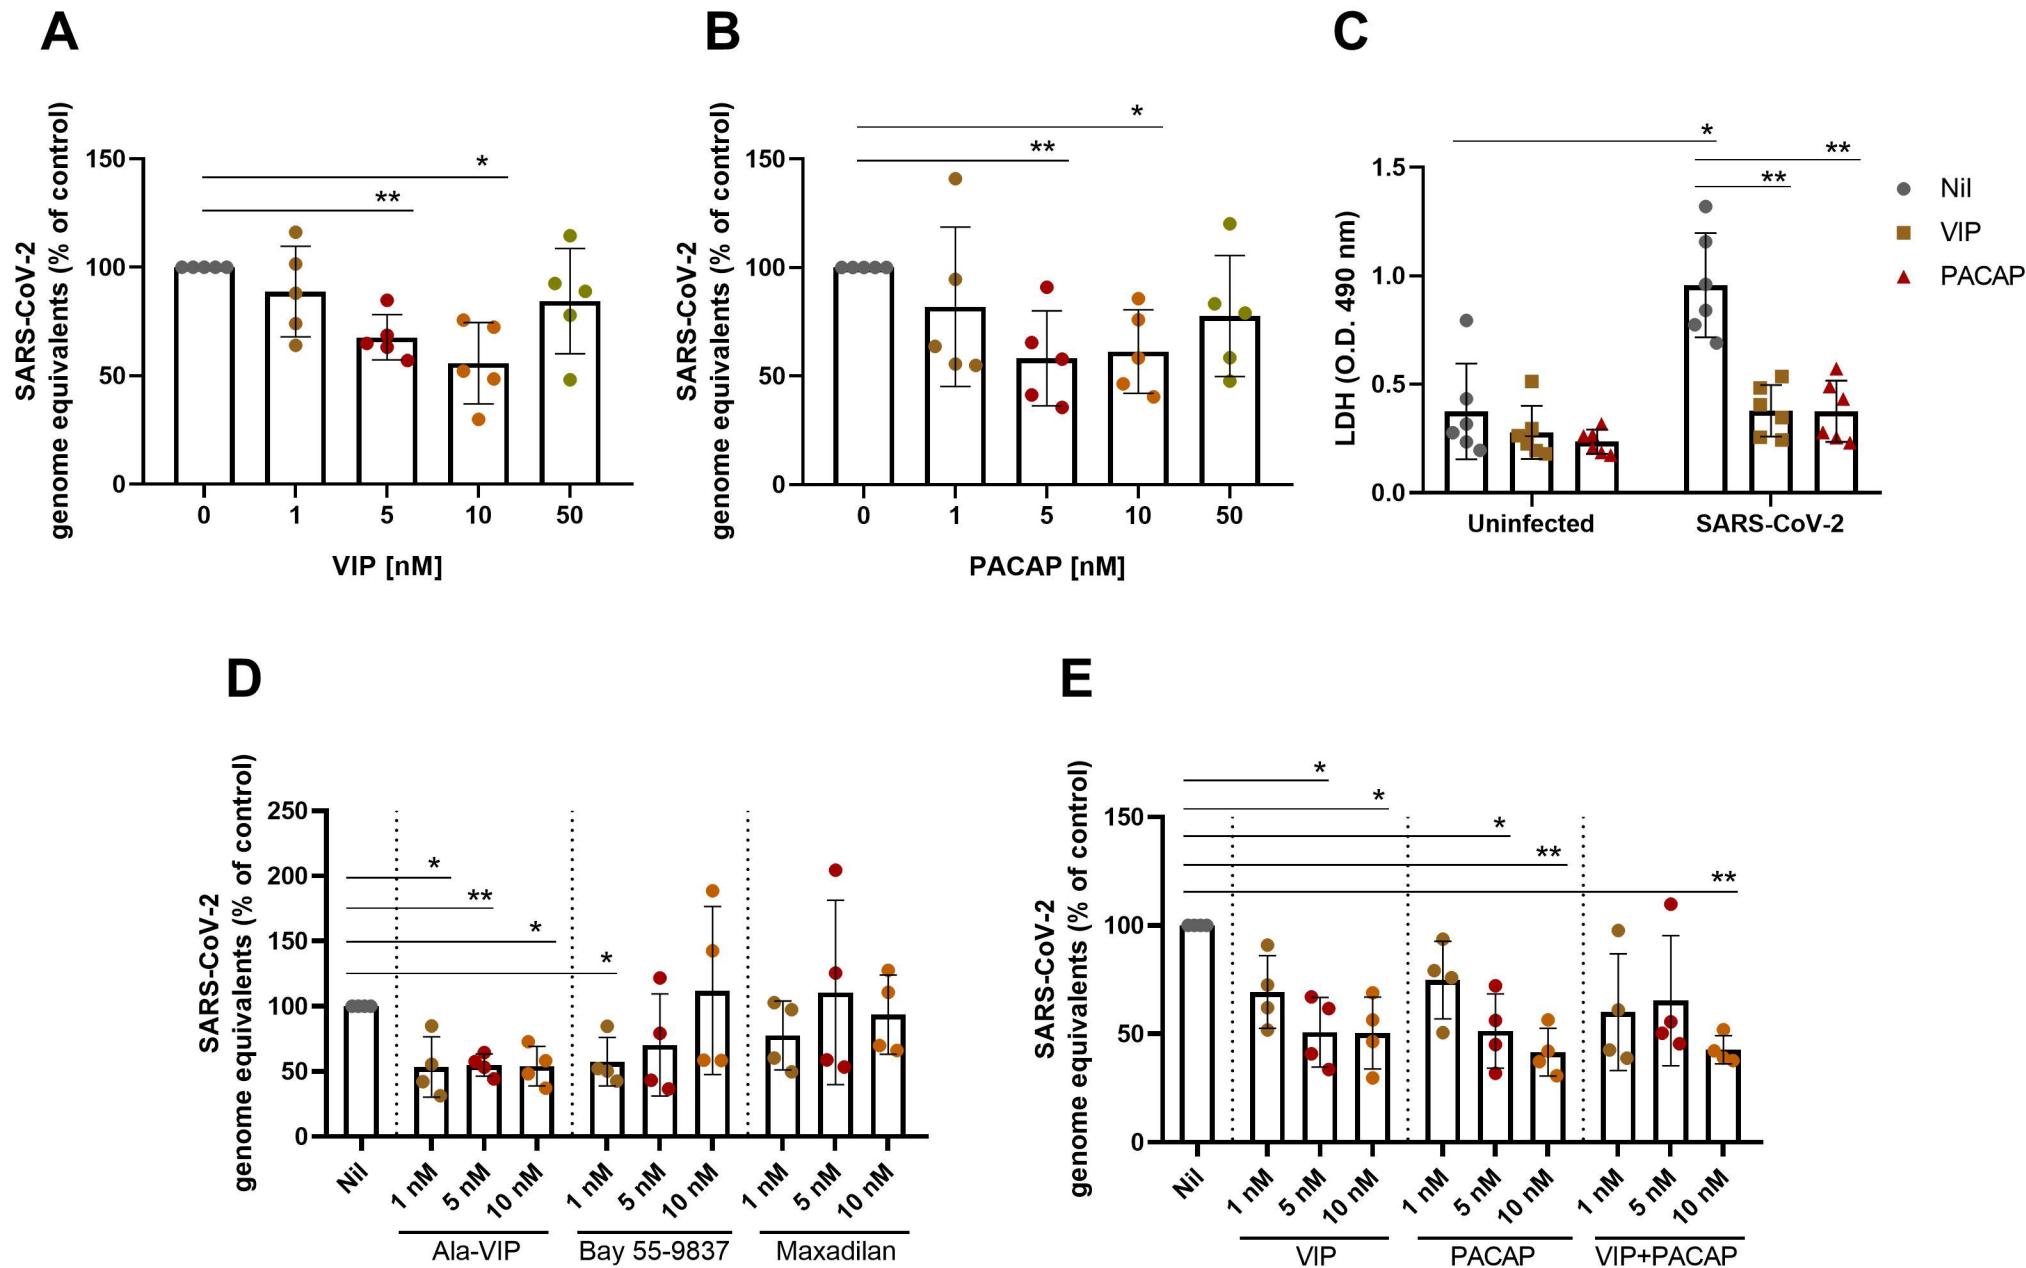 A
SARS-CoV-2
genome equivalents (% of control)
150
100
50
0
*
**
0 1 5 10 50
VIP [nM]
B
SARS-CoV-2
genome equivalents (% of control)
150
100
50
0
*
**
0 1 5 10 50
PACAP [nM]
C
LDH (O.D. 490 nm)
1.5
1.0
0.5
0.0
*
**
**
Uninfected SARS-CoV-2
Nil
VIP
PACAP
D
SARS-CoV-2
genome equivalents (% of control)
250
200
150
100
50
0
*
**
*
*
Nil 1 nM 5 nM 10 nM 1 nM 5 nM 10 nM 1 nM 5 nM 10 nM
Ala-VIP Bay 55-9837 Maxadilan
E
SARS-CoV-2
genome equivalents (% of control)
150
100
50
0
*
*
*
**
**
Nil 1 nM 5 nM 10 nM 1 nM 5 nM 10 nM 1 nM 5 nM 10 nM
VIP PACAP VIP+PACAP